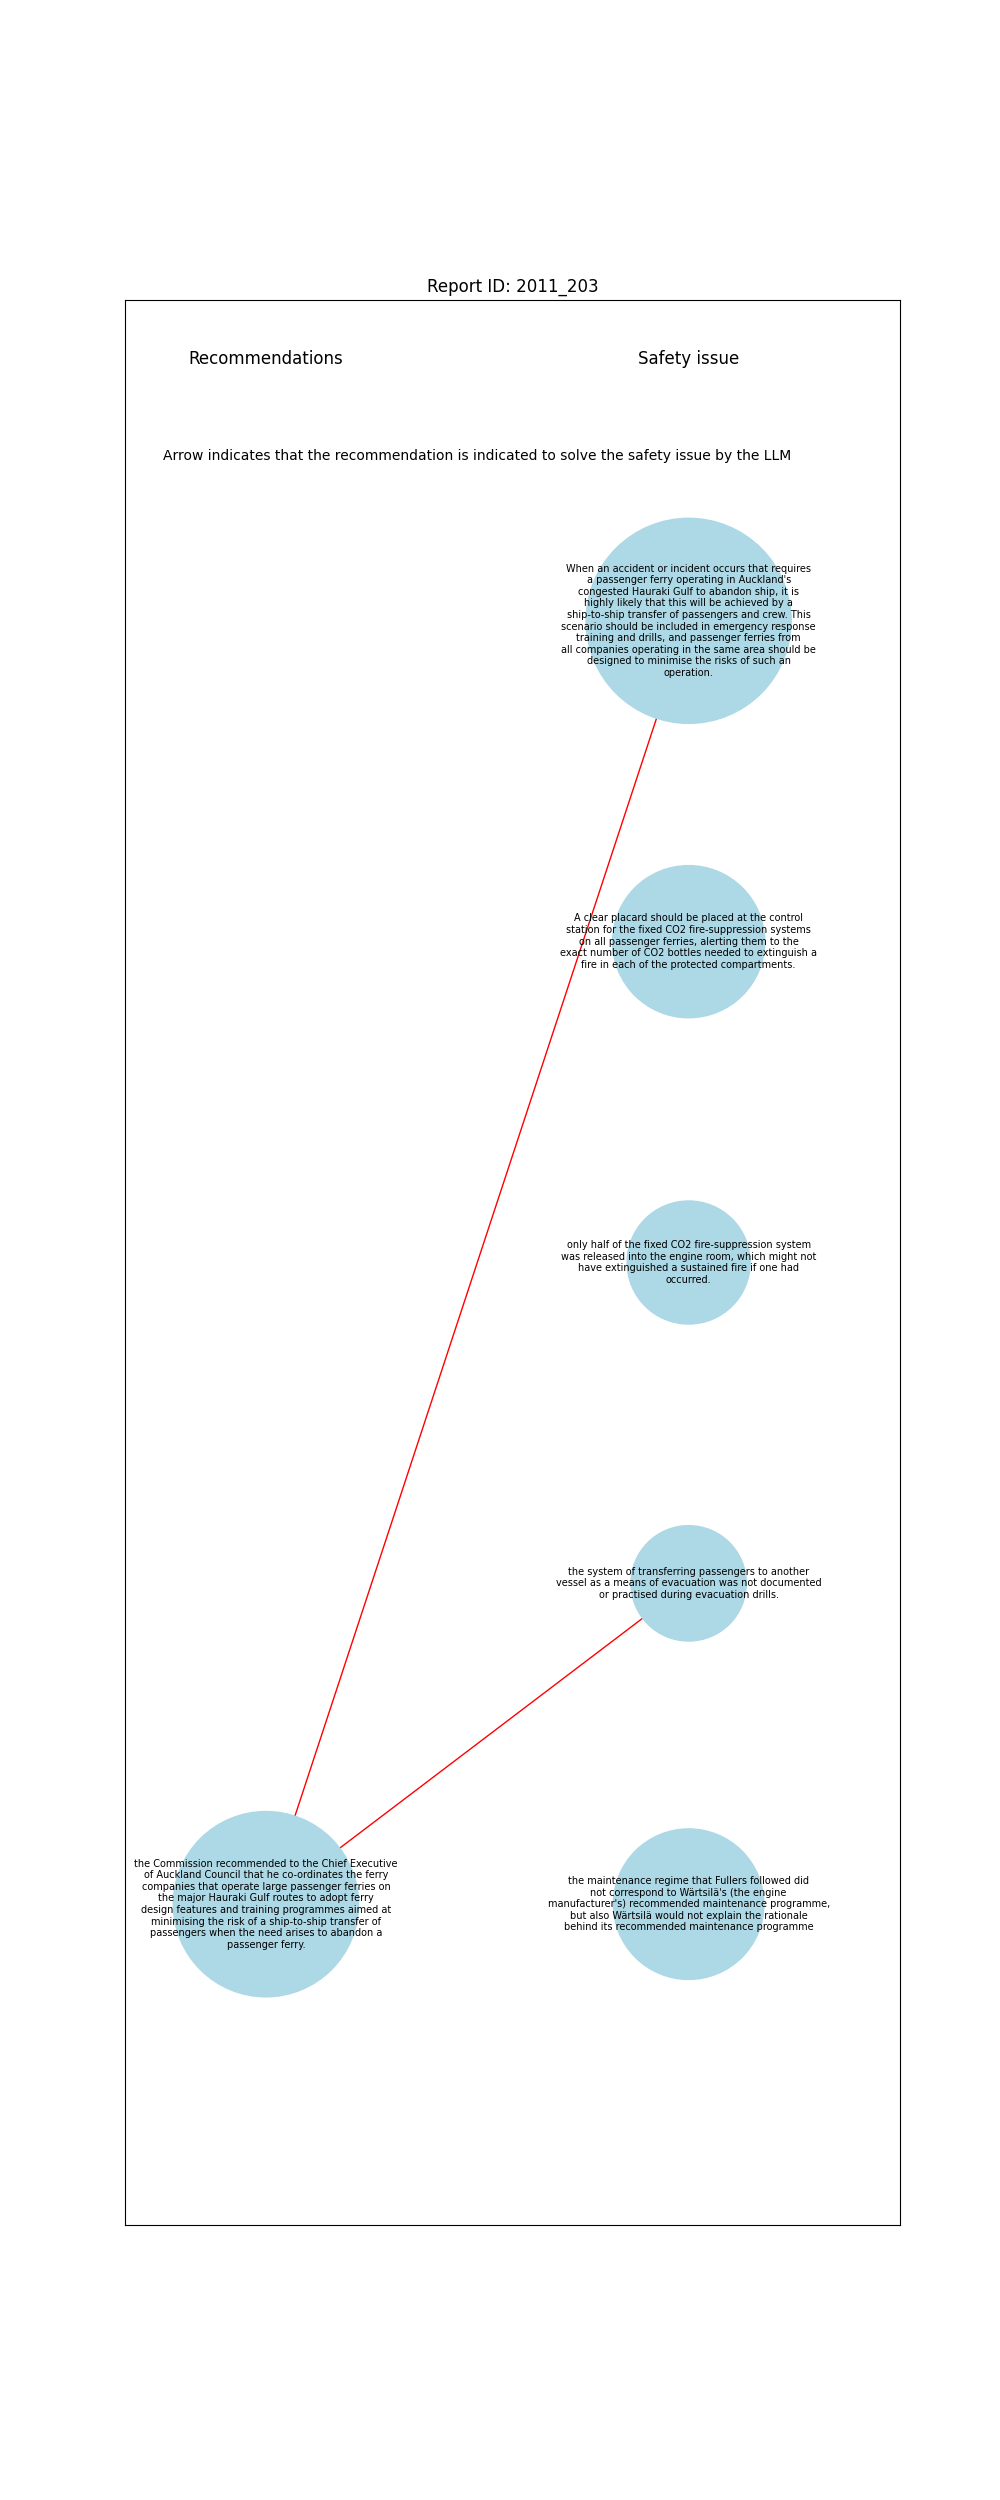 Report ID: 2011_203
Recommendations
Safety issue
Arrow indicates that the recommendation is indicated to solve the safety issue by the LLM
When an accident or incident occurs that requires
a passenger ferry operating in Auckland's
congested Hauraki Gulf to abandon ship, it is
highly likely that this will be achieved by a
ship-to-ship transfer of passengers and crew. This
scenario should be included in emergency response
training and drills, and passenger ferries from
all companies operating in the same area should be
designed to minimise the risks of such an
operation.
A clear placard should be placed at the control
station for the fixed CO2 fire-suppression systems
on all passenger ferries, alerting them to the
exact number of CO2 bottles needed to extinguish a
fire in each of the protected compartments.
only half of the fixed CO2 fire-suppression system
was released into the engine room, which might not
have extinguished a sustained fire if one had
occurred.
the system of transferring passengers to another
vessel as a means of evacuation was not documented
or practised during evacuation drills.
the Commission recommended to the Chief Executive
of Auckland Council that he co-ordinates the ferry
companies that operate large passenger ferries on
the major Hauraki Gulf routes to adopt ferry
design features and training programmes aimed at
minimising the risk of a ship-to-ship transfer of
passengers when the need arises to abandon a
passenger ferry.
the maintenance regime that Fullers followed did
not correspond to Wärtsilä's (the engine
manufacturer's) recommended maintenance programme,
but also Wärtsilä would not explain the rationale
behind its recommended maintenance programme